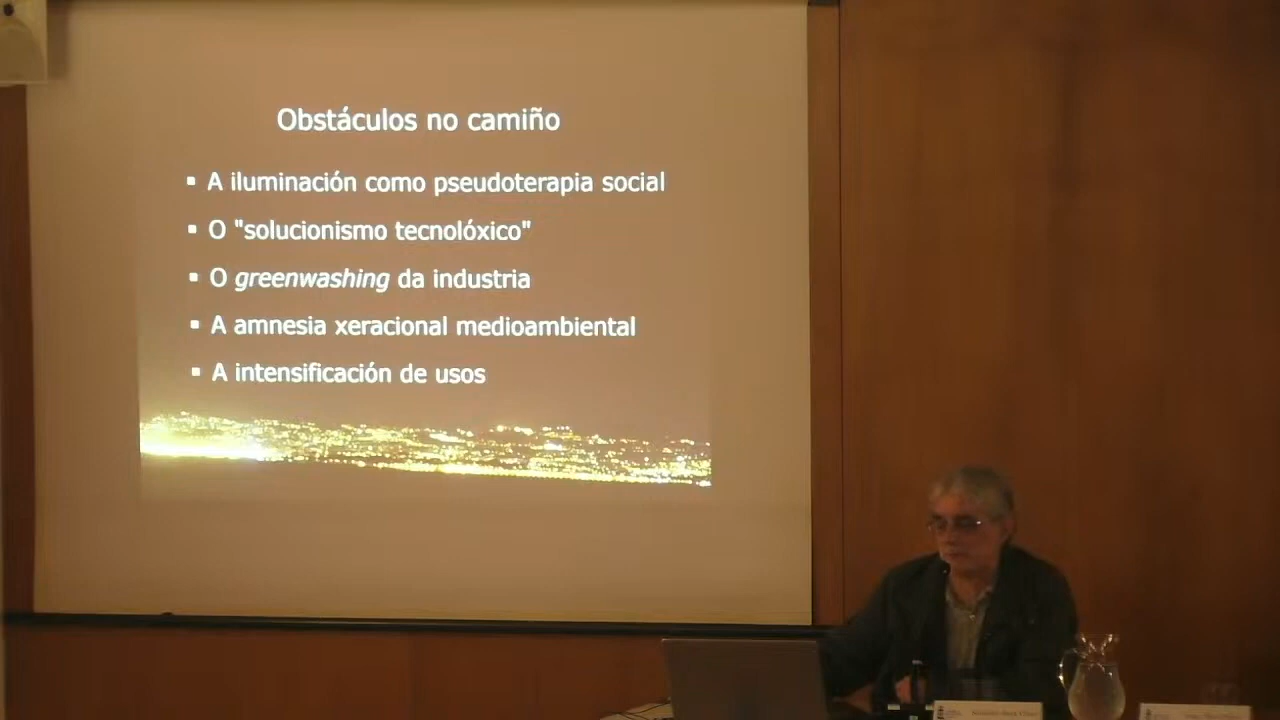 Obstáculos no camiño
▪ A iluminación como pseudoterapia social
▪ O "solucionismo tecnolóxico"
▪ O greenwashing da industria
▪ A amnesia xeracional medioambiental
▪ A intensificación de usos